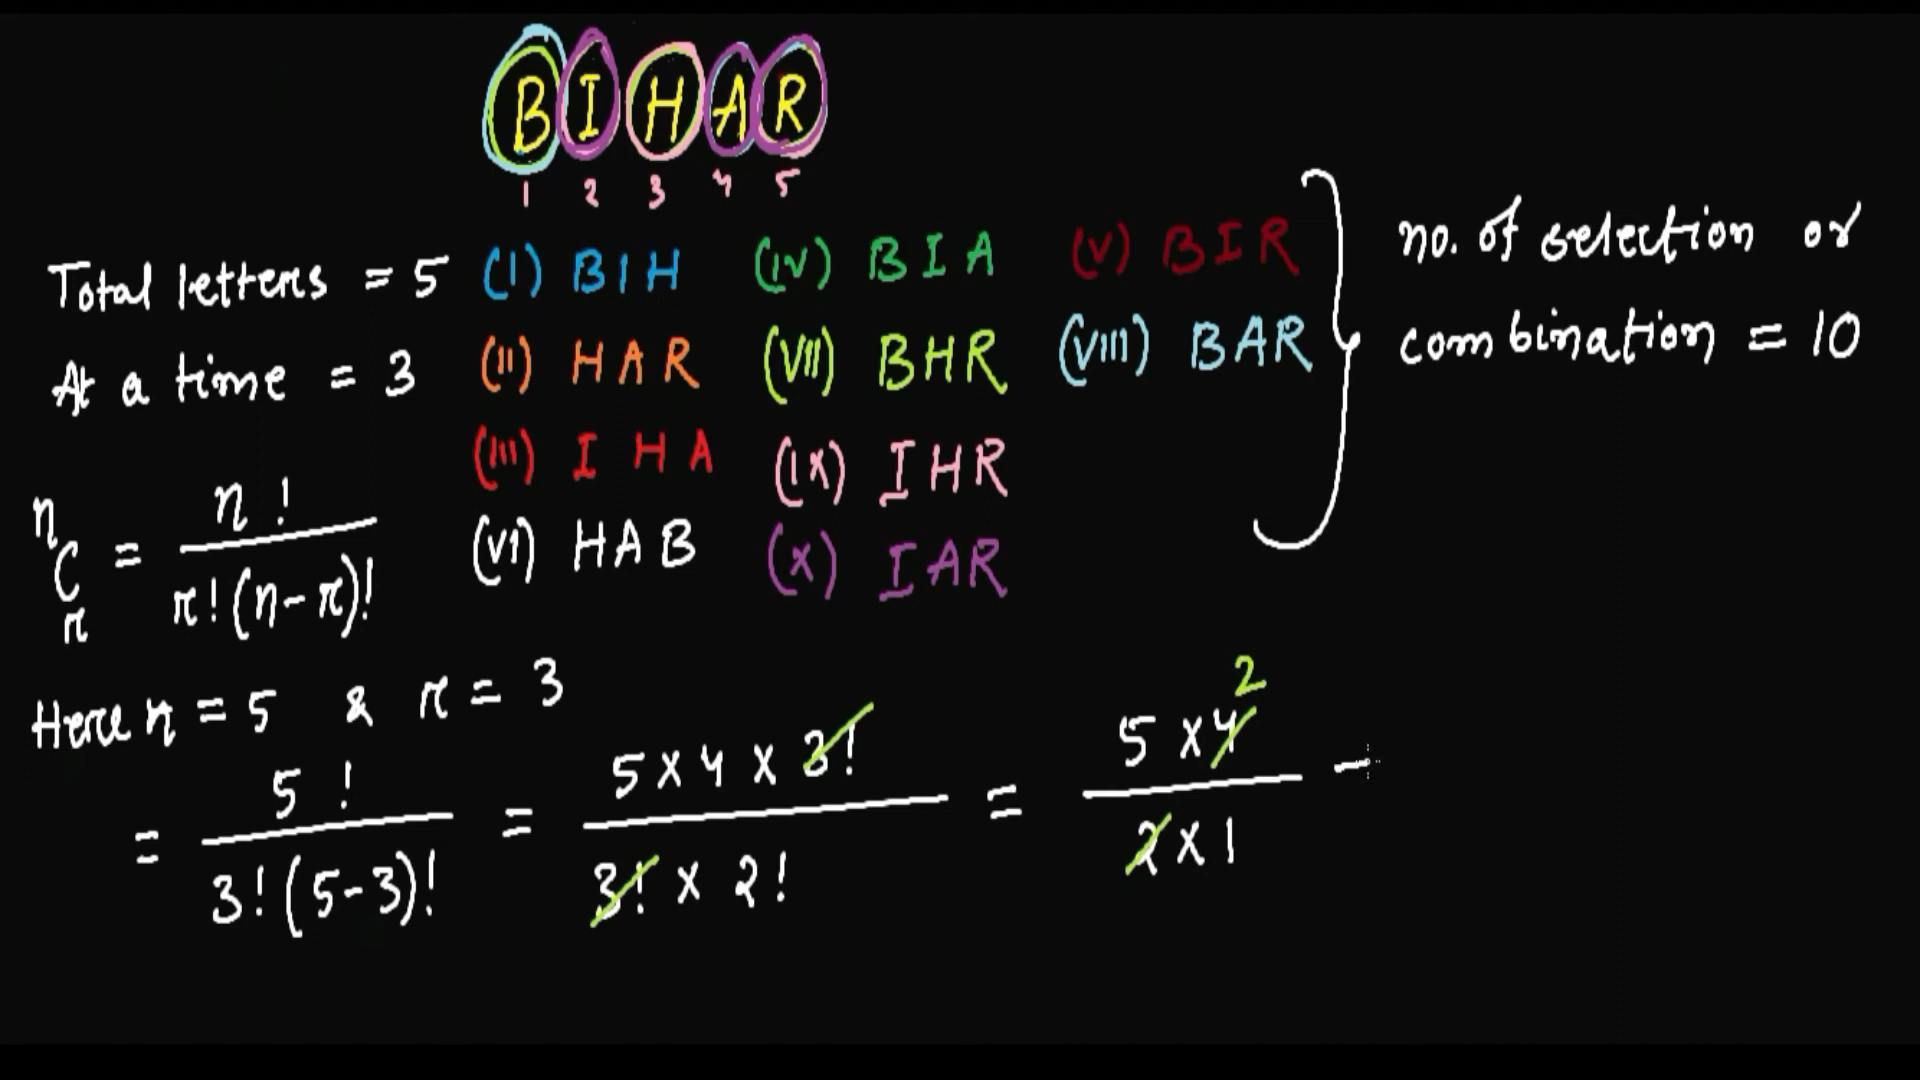 B I H A R
1 2 3 4 5
Total letters = 5
At a time = 3
(I) BIH (IV) BIA (V) BIR
(II) HAR (VII) BHR (VIII) BAR
(III) IHA (IX) IHR
(VI) HAB (X) IAR
no. of selection or
combination = 10
nCr = n! / r!(n-r)!
Here n = 5 & r = 3
= 5! / 3!(5-3)! = 5 x 4 x 3! / 3! x 2! = 5 x 4 2 / 2 x 1 -